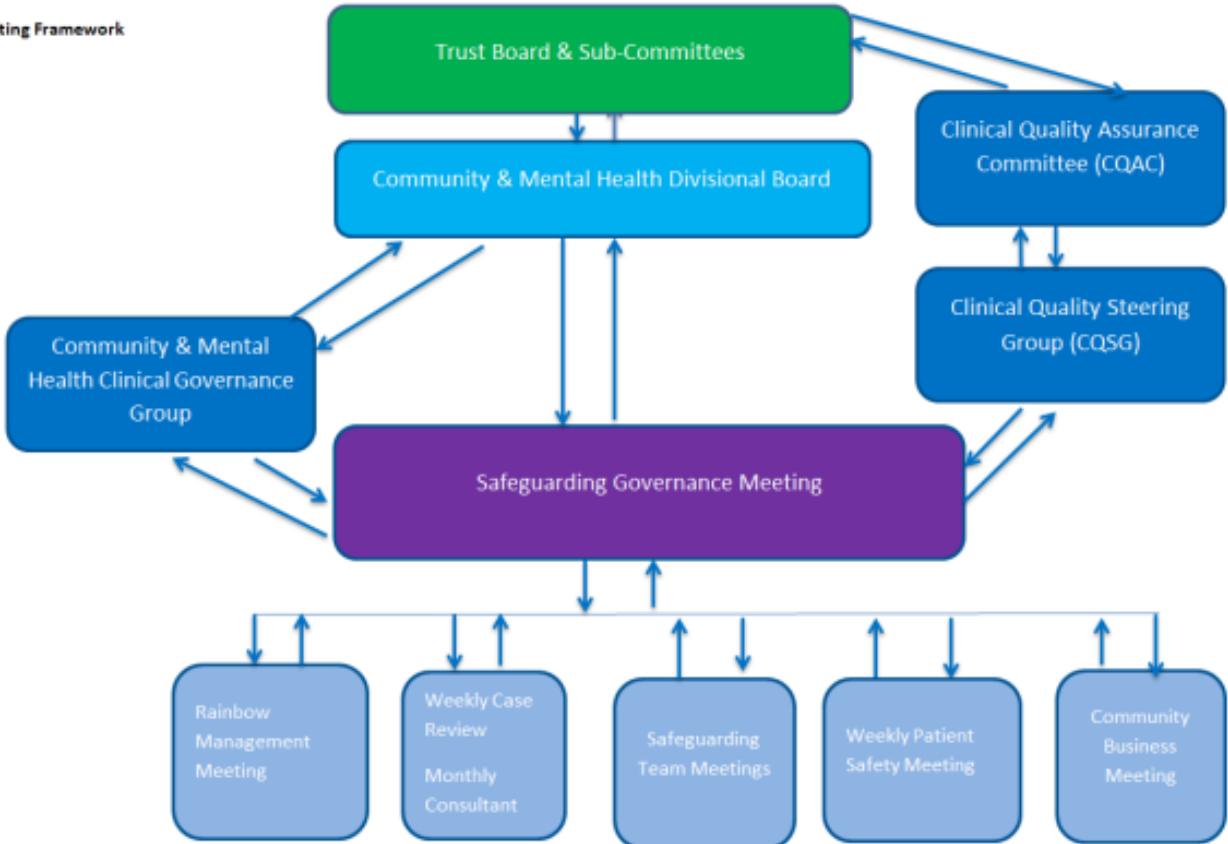 ting Framework
Trust Board & Sub-Committees
Clinical Quality Assurance
Committee (CQAC)
Community & Mental Health Divisional Board
Clinical Quality Steering
Group (CQSG)
Community & Mental
Health Clinical Governance
Group
Safeguarding Governance Meeting
Rainbow
Management
Meeting
Weekly Case
Review
Monthly
Consultant
Safeguarding
Team Meetings
Weekly Patient
Safety Meeting
Community
Business
Meeting